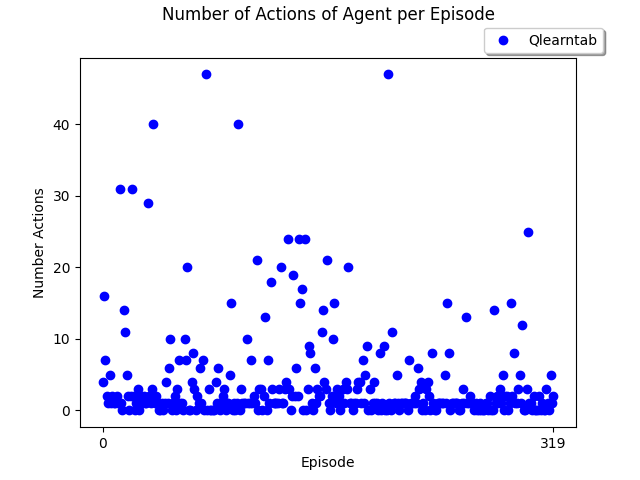 Number of Actions of Agent per Episode
Qlearntab
40
30
20
10
0
Number Actions
0
319
Episode